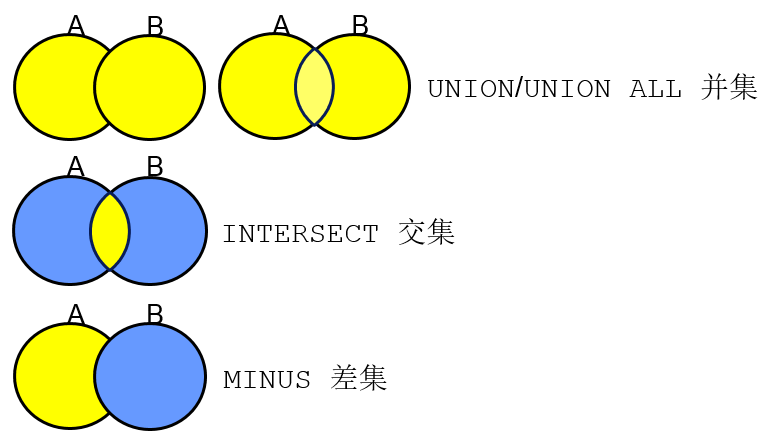 A B A B
UNION/UNION ALL 并集
A B
INTERSECT 交集
A B
MINUS 差集